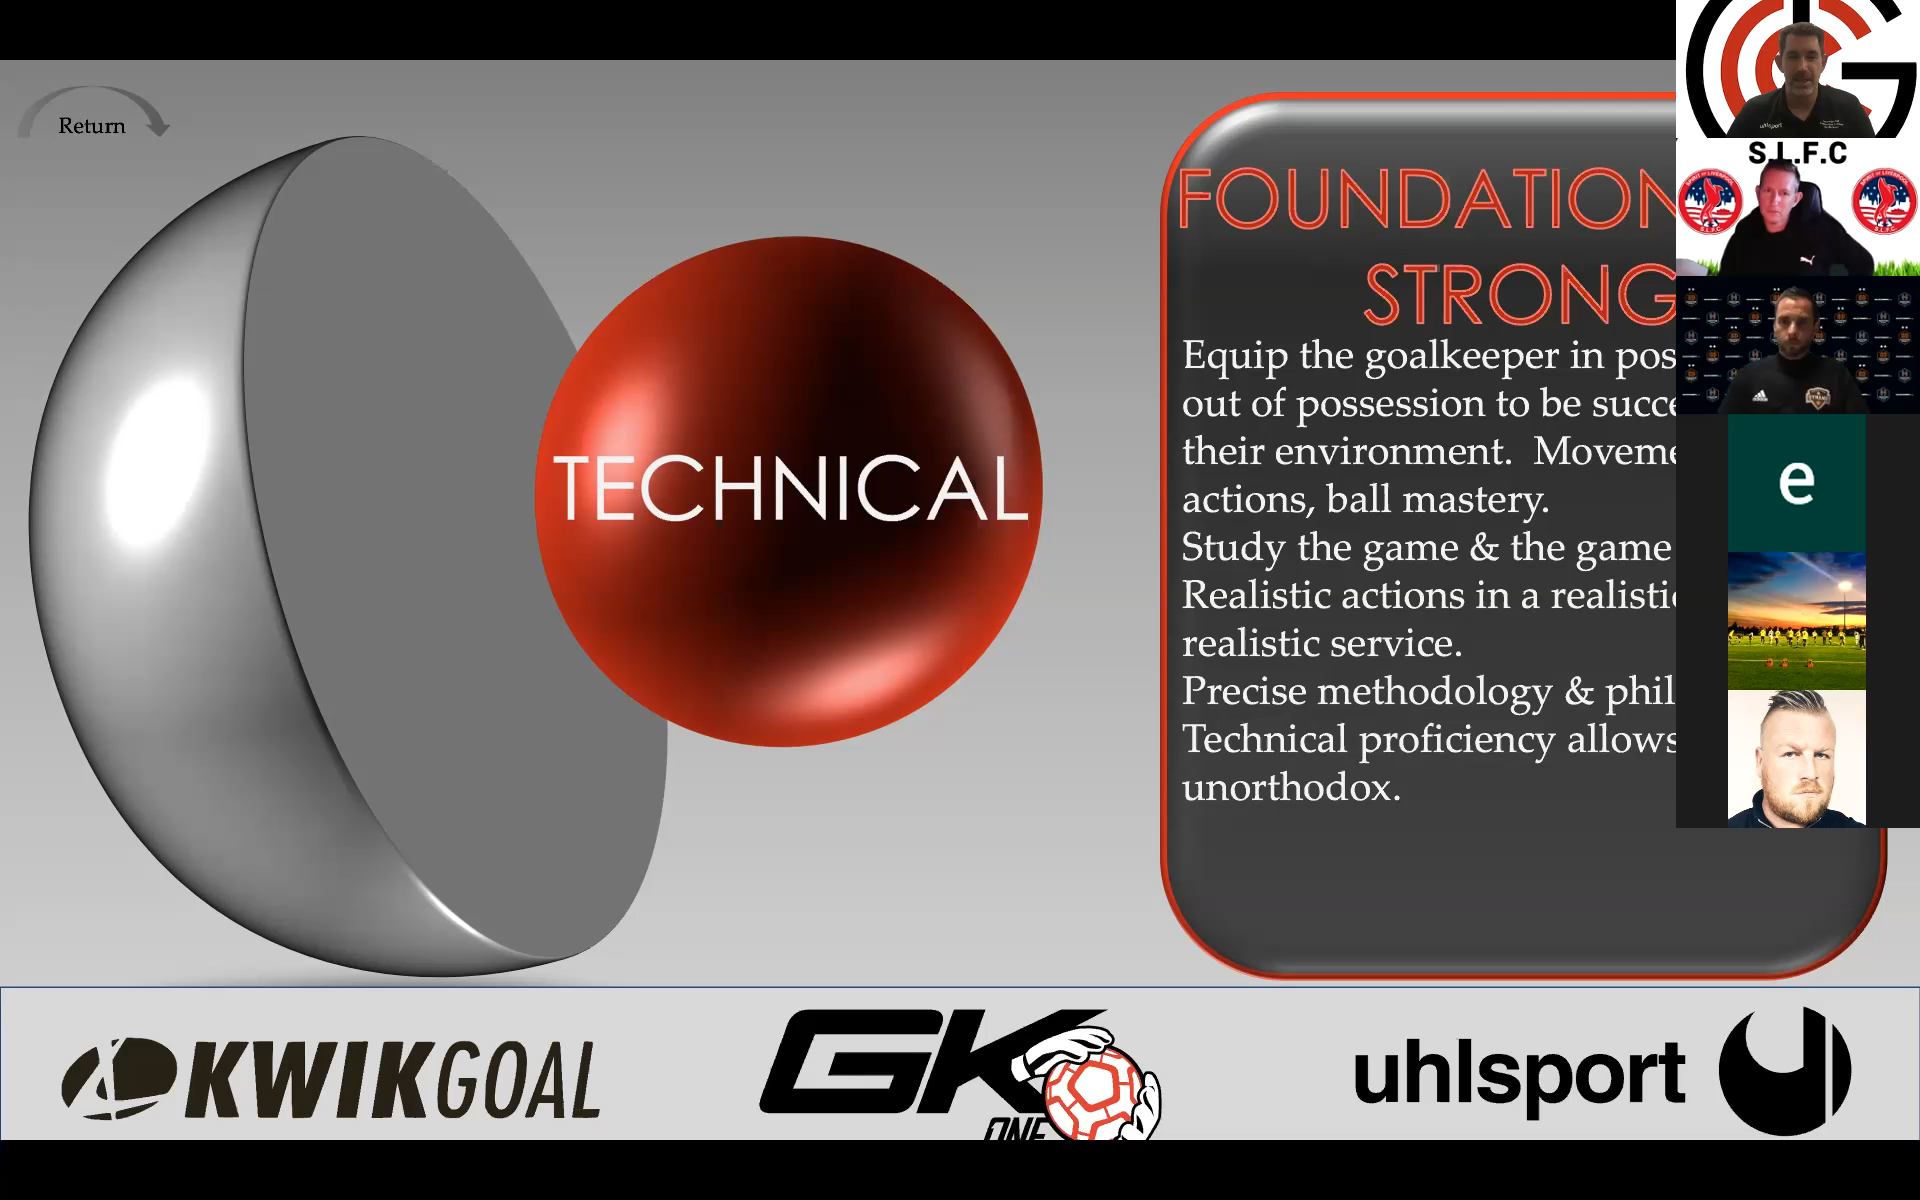 Return
TECHNICAL
FOUNDATION
STRONG
Equip the goalkeeper in pos
out of possession to be succe
their environment.  Moveme
actions, ball mastery.
Study the game & the game
Realistic actions in a realistic
realistic service.
Precise methodology & phil
Technical proficiency allows
unorthodox.
S.L.F.C
uhlsport
S.L.F.C
S.L.F.C
e
KWIKGOAL
GK
ONE
uhlsport